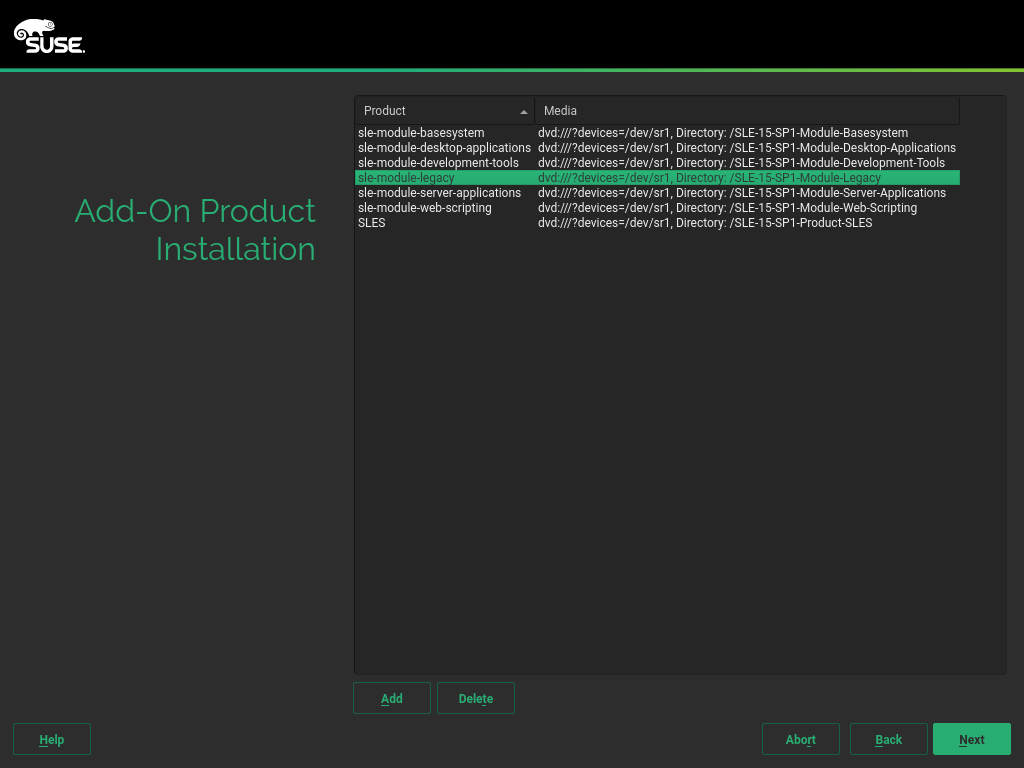 SUSE.
Product Media
sle-module-basesystem dvd:///?devices=/dev/sr1, Directory: /SLE-15-SP1-Module-Basesystem
sle-module-desktop-applications dvd:///?devices=/dev/sr1, Directory: /SLE-15-SP1-Module-Desktop-Applications
sle-module-development-tools dvd:///?devices=/dev/sr1, Directory: /SLE-15-SP1-Module-Development-Tools
sle-module-legacy dvd:///?devices=/dev/sr1, Directory: /SLE-15-SP1-Module-Legacy
sle-module-server-applications dvd:///?devices=/dev/sr1, Directory: /SLE-15-SP1-Module-Server-Applications
sle-module-web-scripting dvd:///?devices=/dev/sr1, Directory: /SLE-15-SP1-Module-Web-Scripting
SLES dvd:///?devices=/dev/sr1, Directory: /SLE-15-SP1-Product-SLES
Add-On Product
Installation
Add Delete
Help Abort Back Next